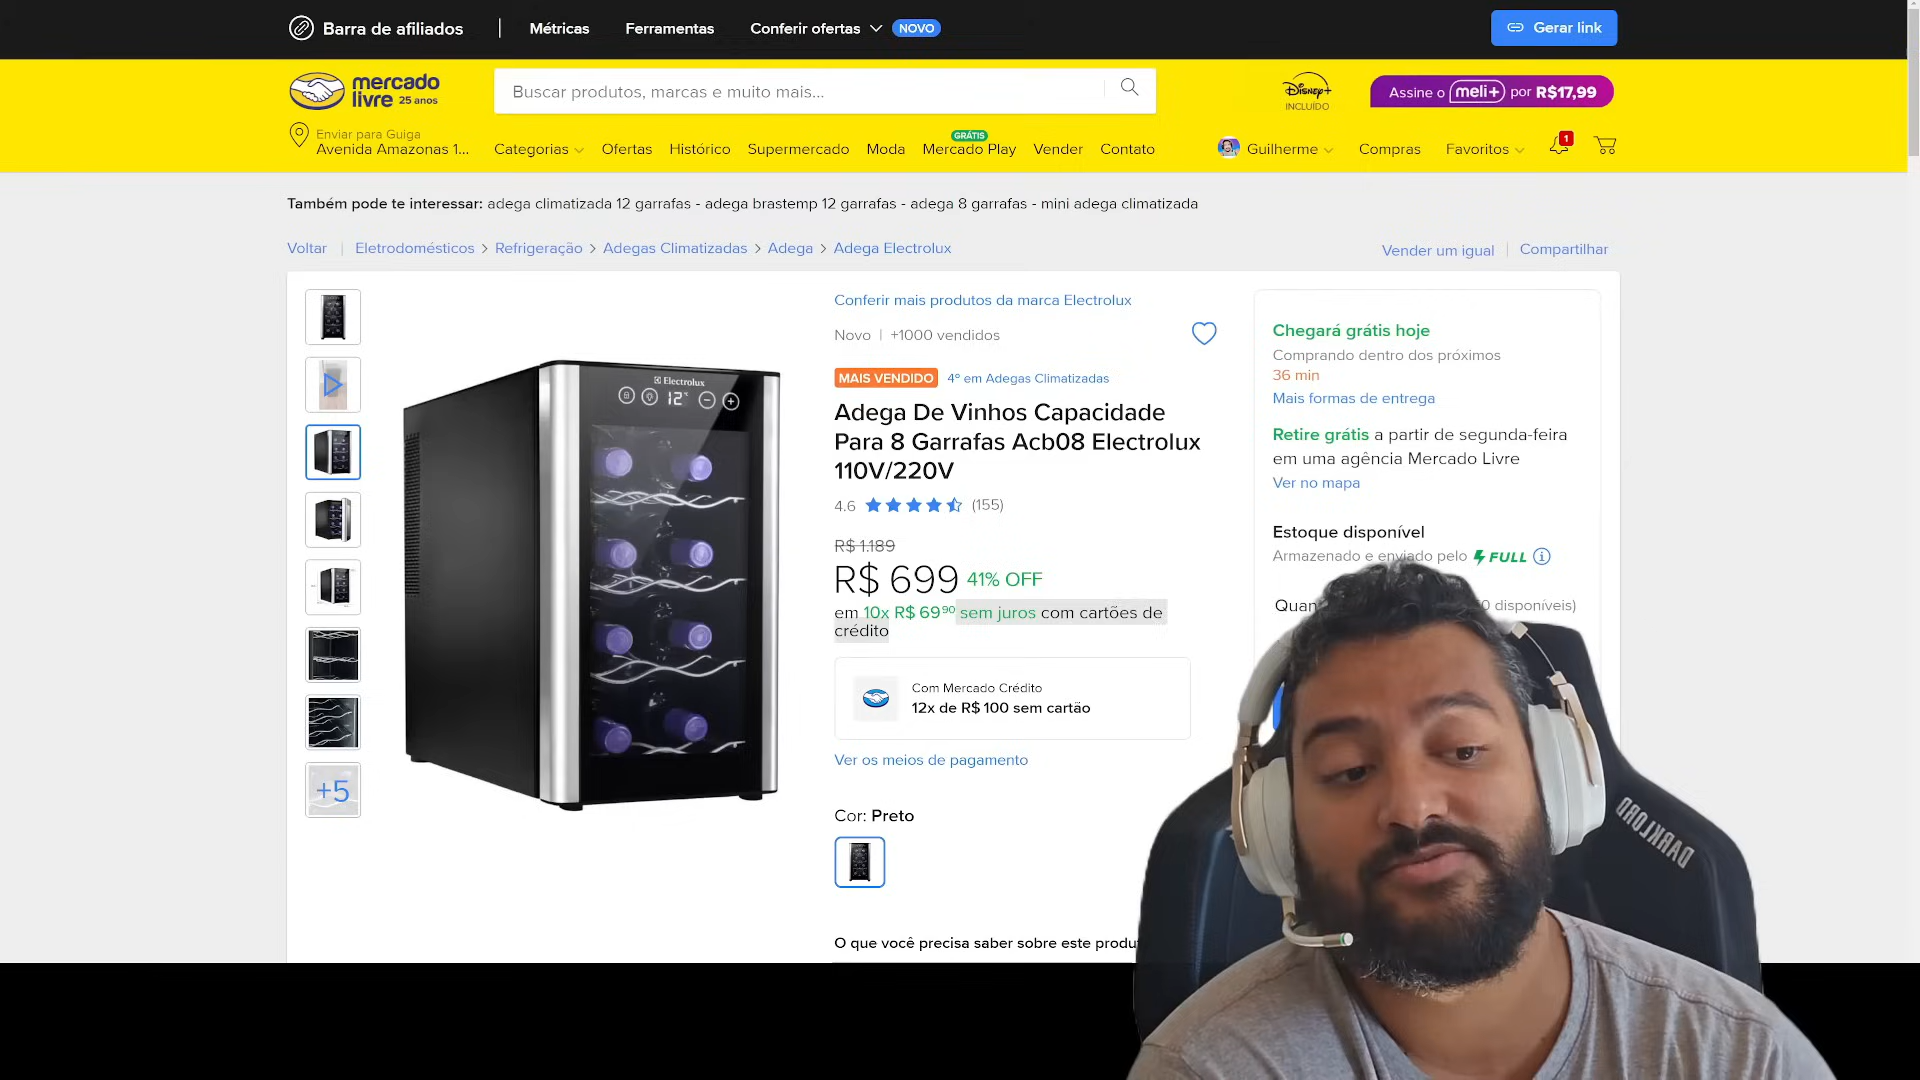 Barra de afiliados
Métricas
Ferramentas
Conferir ofertas
NOVO
Gerar link
mercado
livre 25 anos
Buscar produtos, marcas e muito mais...
Disney+
INCLUÍDO
Assine o meli+ por R$17,99
Enviar para Guiga
Avenida Amazonas 1...
Categorias
Ofertas
Histórico
Supermercado
Moda
GRÁTIS
Mercado Play
Vender
Contato
Guilherme
Compras
Favoritos
1
Também pode te interessar: adega climatizada 12 garrafas - adega brastemp 12 garrafas - adega 8 garrafas - mini adega climatizada
Voltar | Eletrodomésticos > Refrigeração > Adegas Climatizadas > Adega > Adega Electrolux
Vender um igual | Compartilhar
Conferir mais produtos da marca Electrolux
Novo | +1000 vendidos
MAIS VENDIDO 4º em Adegas Climatizadas
Adega De Vinhos Capacidade
Para 8 Garrafas Acb08 Electrolux
110V/220V
4.6 (155)
R$ 1.189
R$ 699 41% OFF
em 10x R$ 69,90 sem juros com cartões de
crédito
Com Mercado Crédito
12x de R$ 100 sem cartão
Ver os meios de pagamento
Cor: Preto
O que você precisa saber sobre este produ
Electrolux
12°C
+5
Chegará grátis hoje
Comprando dentro dos próximos
36 min
Mais formas de entrega
Retire grátis a partir de segunda-feira
em uma agência Mercado Livre
Ver no mapa
Estoque disponível
Armazenado e enviado pelo FULL
Quan
0 disponíveis)
DARKLORD